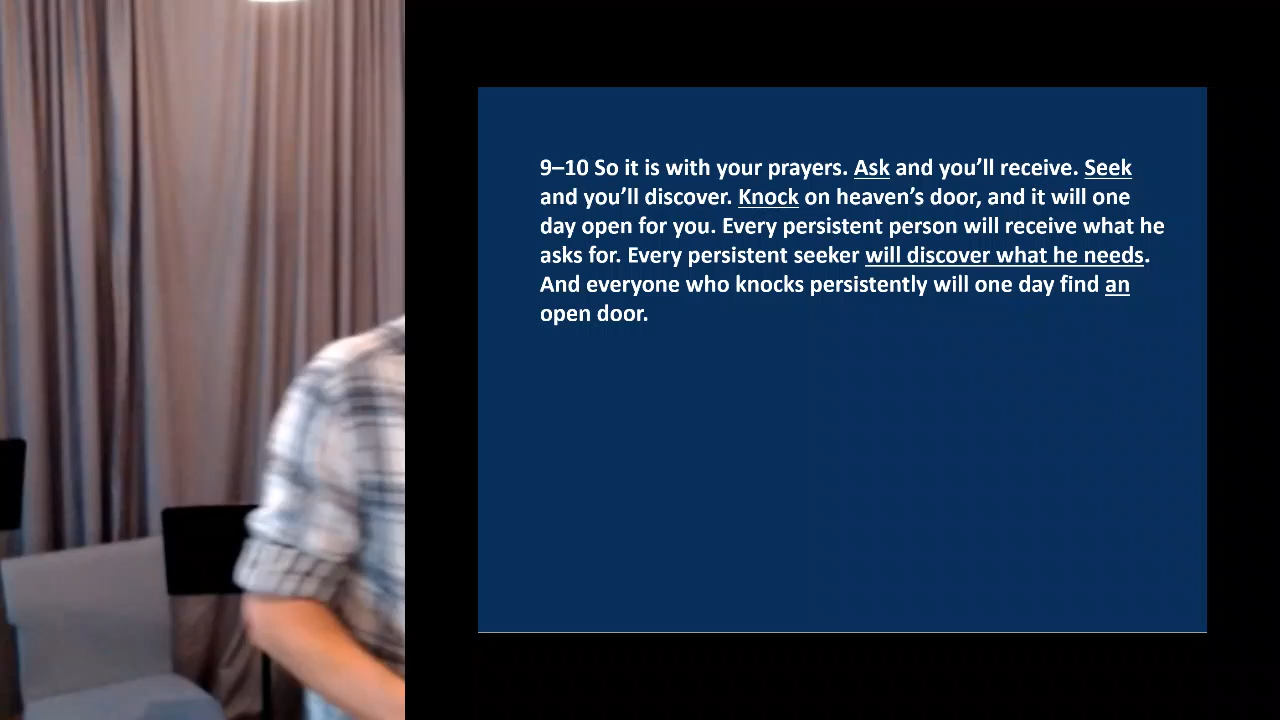 9–10 So it is with your prayers. Ask and you’ll receive. Seek
and you’ll discover. Knock on heaven’s door, and it will one
day open for you. Every persistent person will receive what he
asks for. Every persistent seeker will discover what he needs.
And everyone who knocks persistently will one day find an
open door.